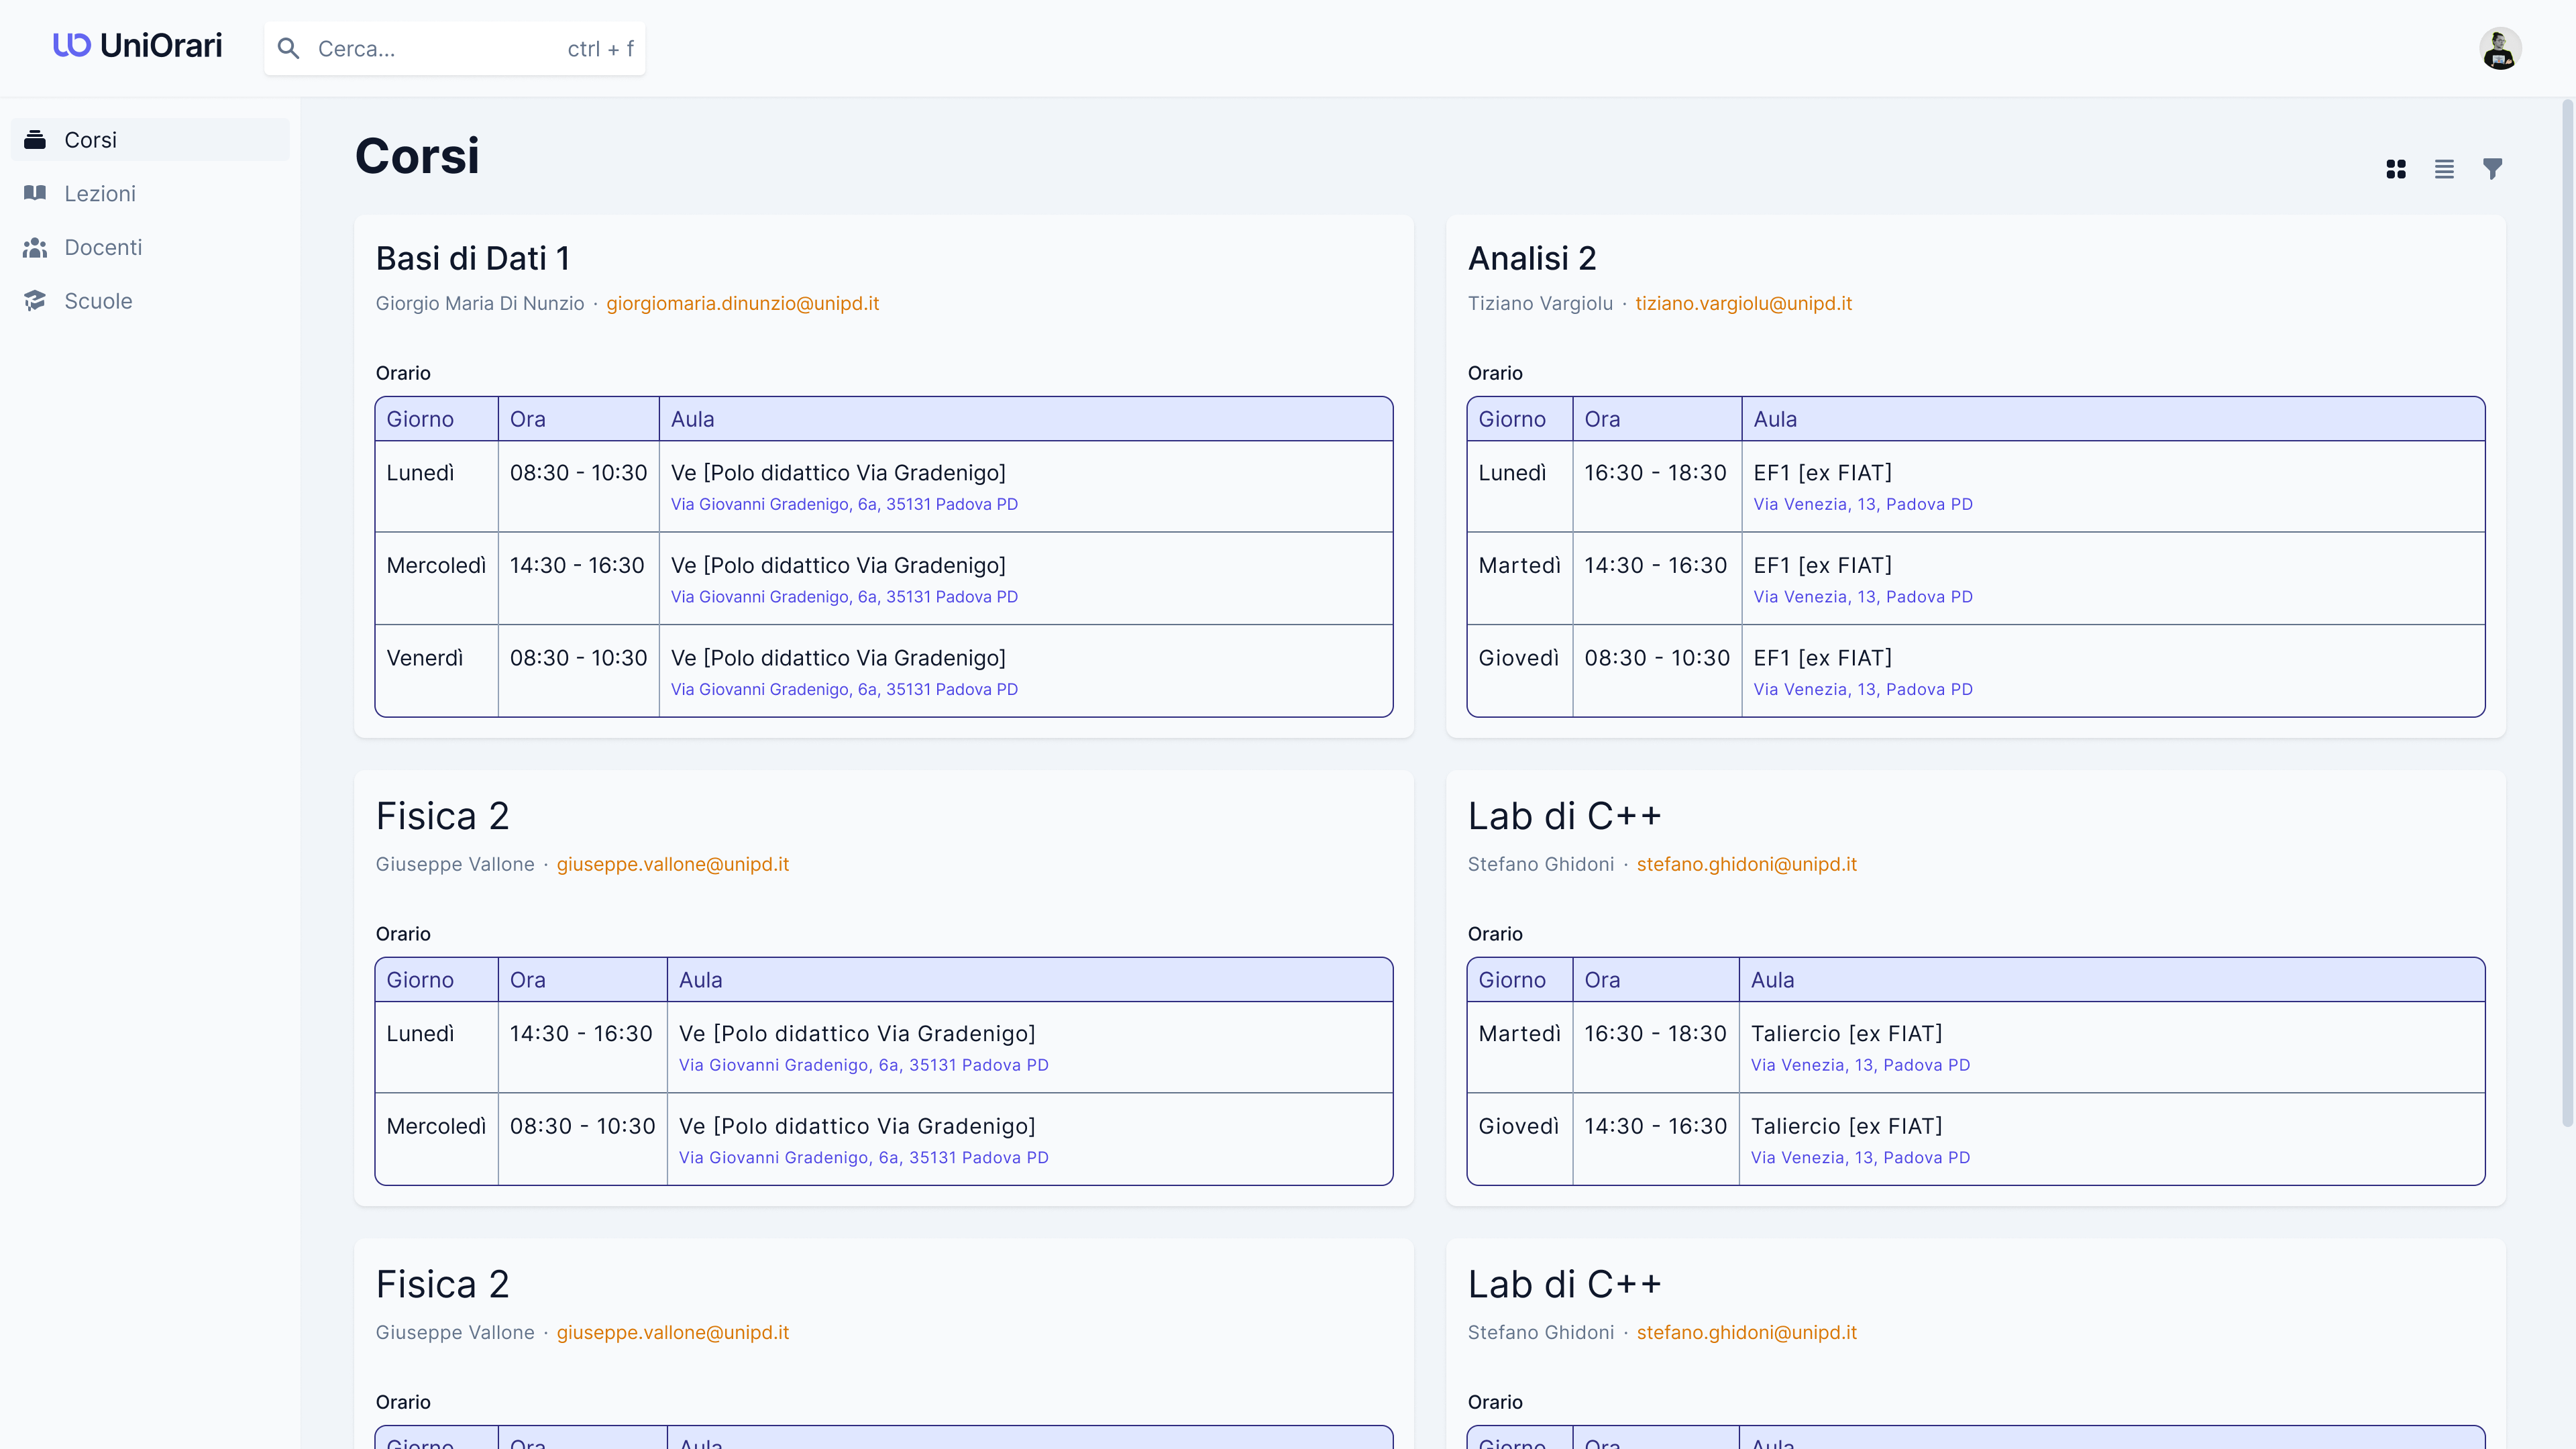 UniOrari
Cerca...
ctrl + f
Corsi
Lezioni
Docenti
Scuole
Corsi
Basi di Dati 1
Giorgio Maria Di Nunzio · giorgiomaria.dinunzio@unipd.it
Orario
Giorno Ora Aula
Lunedì 08:30 - 10:30 Ve [Polo didattico Via Gradenigo]
Via Giovanni Gradenigo, 6a, 35131 Padova PD
Mercoledì 14:30 - 16:30 Ve [Polo didattico Via Gradenigo]
Via Giovanni Gradenigo, 6a, 35131 Padova PD
Venerdì 08:30 - 10:30 Ve [Polo didattico Via Gradenigo]
Via Giovanni Gradenigo, 6a, 35131 Padova PD
Analisi 2
Tiziano Vargiolu · tiziano.vargiolu@unipd.it
Orario
Giorno Ora Aula
Lunedì 16:30 - 18:30 EF1 [ex FIAT]
Via Venezia, 13, Padova PD
Martedì 14:30 - 16:30 EF1 [ex FIAT]
Via Venezia, 13, Padova PD
Giovedì 08:30 - 10:30 EF1 [ex FIAT]
Via Venezia, 13, Padova PD
Fisica 2
Giuseppe Vallone · giuseppe.vallone@unipd.it
Orario
Giorno Ora Aula
Lunedì 14:30 - 16:30 Ve [Polo didattico Via Gradenigo]
Via Giovanni Gradenigo, 6a, 35131 Padova PD
Mercoledì 08:30 - 10:30 Ve [Polo didattico Via Gradenigo]
Via Giovanni Gradenigo, 6a, 35131 Padova PD
Lab di C++
Stefano Ghidoni · stefano.ghidoni@unipd.it
Orario
Giorno Ora Aula
Martedì 16:30 - 18:30 Taliercio [ex FIAT]
Via Venezia, 13, Padova PD
Giovedì 14:30 - 16:30 Taliercio [ex FIAT]
Via Venezia, 13, Padova PD
Fisica 2
Giuseppe Vallone · giuseppe.vallone@unipd.it
Orario
Giorno Ora Aula
Lab di C++
Stefano Ghidoni · stefano.ghidoni@unipd.it
Orario
Giorno Ora Aula